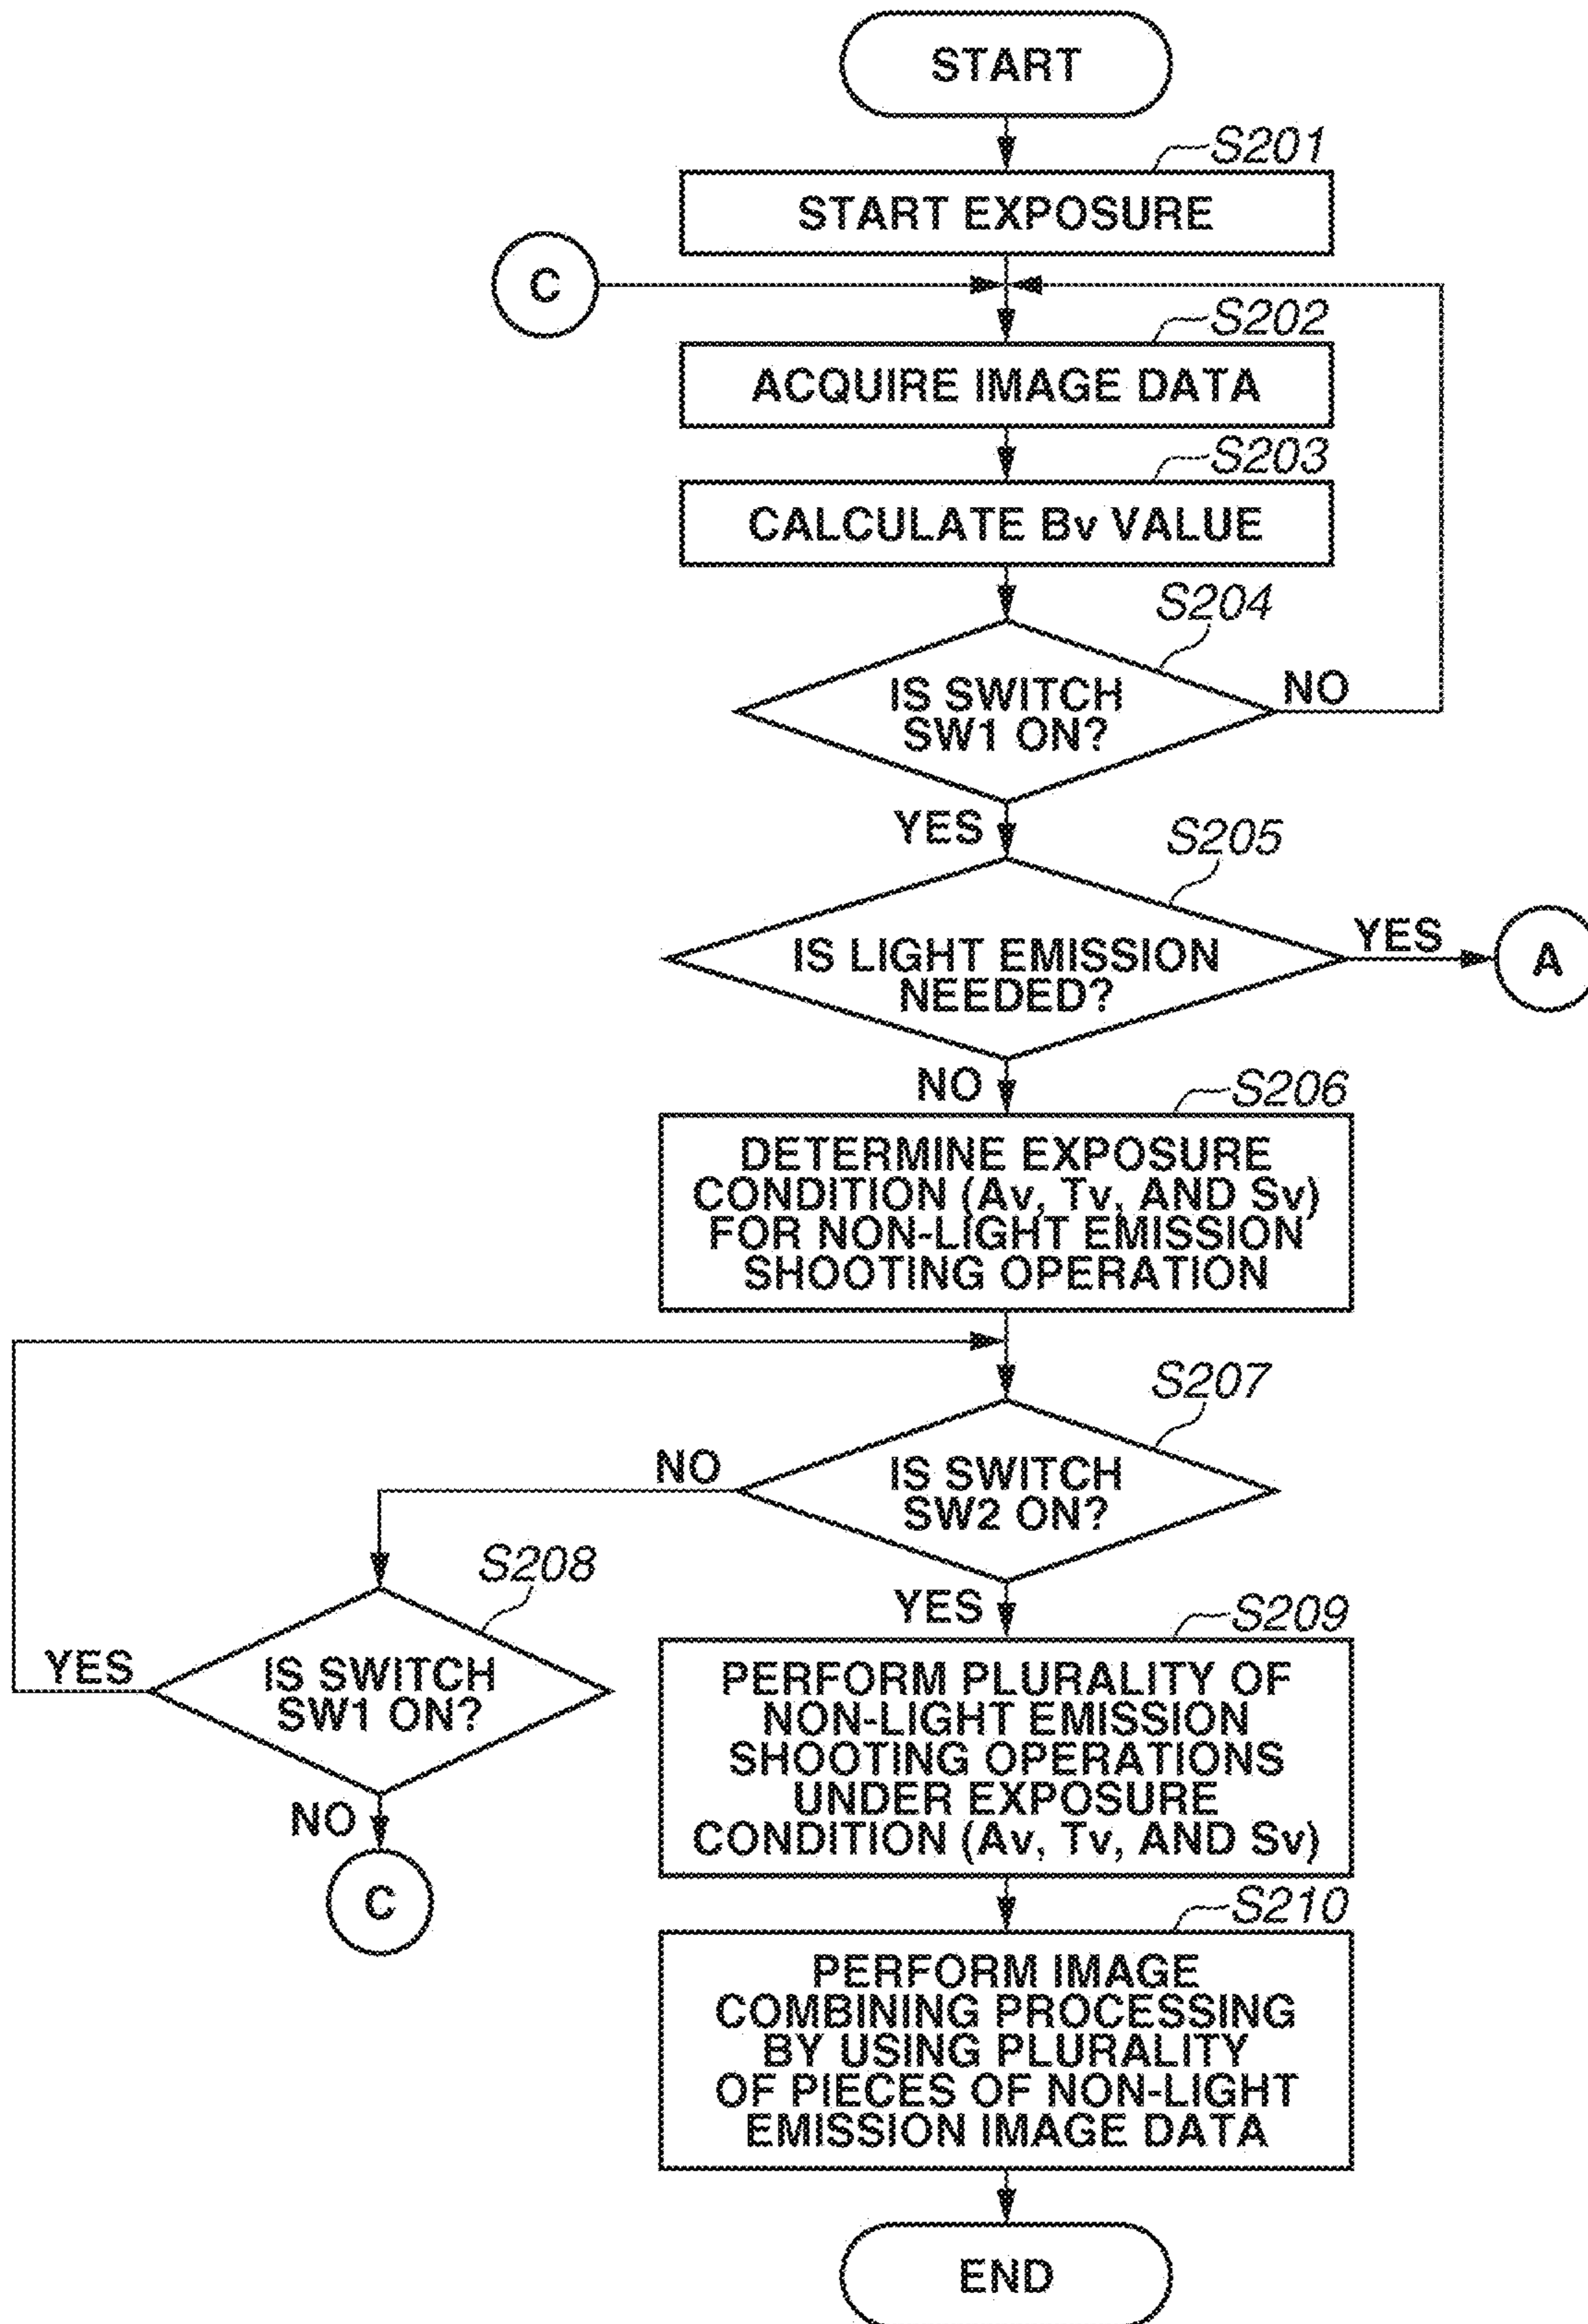 START
S201
START EXPOSURE
C
S202
ACQUIRE IMAGE DATA
S203
CALCULATE Bv VALUE
S204
IS SWITCH
SW1 ON?
NO
YES
S205
IS LIGHT EMISSION
NEEDED?
YES
A
NO
S206
DETERMINE EXPOSURE
CONDITION (Av, Tv, AND Sv)
FOR NON-LIGHT EMISSION
SHOOTING OPERATION
S207
IS SWITCH
SW2 ON?
NO
S208
IS SWITCH
SW1 ON?
YES
NO
C
YES
S209
PERFORM PLURALITY OF
NON-LIGHT EMISSION
SHOOTING OPERATIONS
UNDER EXPOSURE
CONDITION (Av, Tv, AND Sv)
S210
PERFORM IMAGE
COMBINING PROCESSING
BY USING PLURALITY
OF PIECES OF NON-LIGHT
EMISSION IMAGE DATA
END